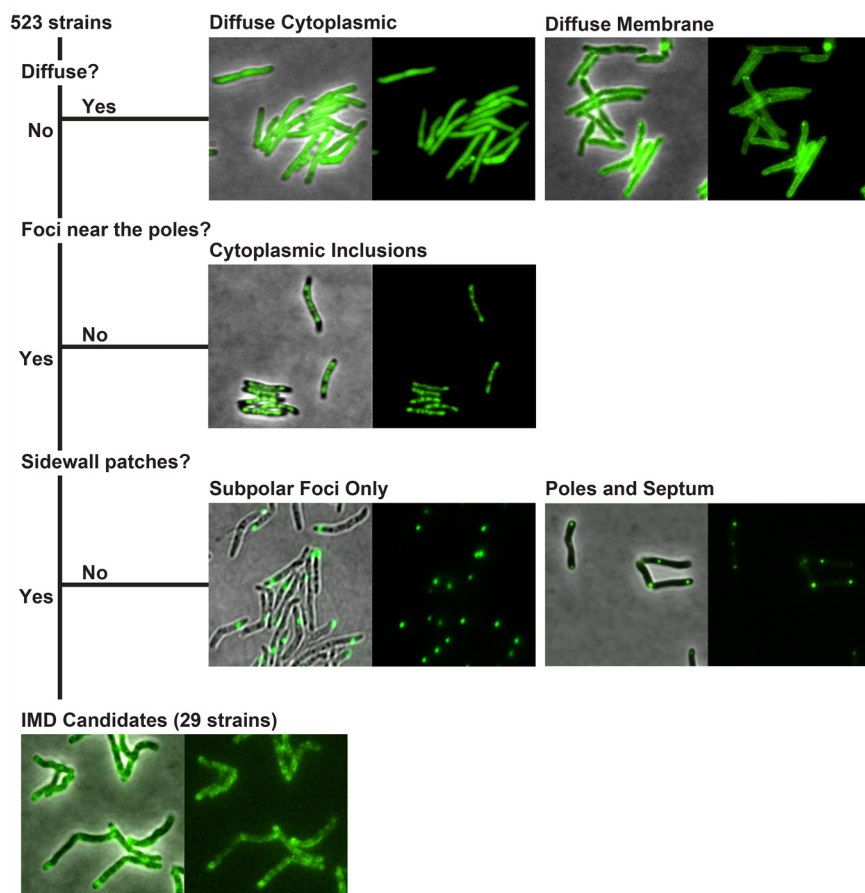 523 strains
Diffuse Cytoplasmic
Diffuse Membrane
Diffuse?
Yes
No
Foci near the poles?
Cytoplasmic Inclusions
No
Yes
Sidewall patches?
Subpolar Foci Only
Poles and Septum
No
Yes
IMD Candidates (29 strains)